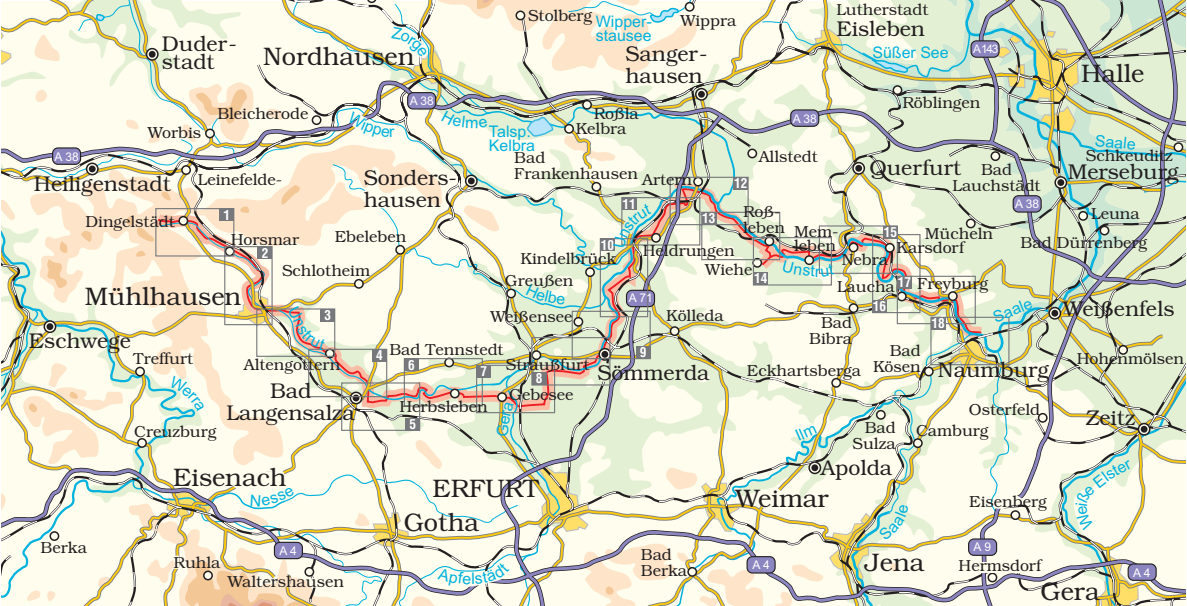 Stolberg
Wipper-
stausee
Wippra
Lutherstadt
Eisleben
Süßer See
A143
Halle
Duder-
stadt
Nordhausen
Zorge
Sanger-
hausen
Röblingen
Bleicherode
A 38
Wipper
Helme
Talsp.
Kelbra
Roßla
Kelbra
A 38
Worbis
Saale
Schkeuditz
Merseburg
A 38
Heiligenstadt
Leinefelde-
Sonders-
hausen
Bad
Frankenhausen
Artern
Allstedt
Querfurt
Bad
Lauchstädt
A 38
Leuna
Bad Dürrenberg
Dingelstädt
1
Horsmar
2
Ebeleben
11
Unstrut
10
12
13
Roß-
leben
Mem-
leben
15
Karsdorf
Mücheln
Heldrungen
Wiehe
14
Unstrut
Nebra
Kindelbrück
Schlotheim
Greußen
Helbe
Mühlhausen
A 71
Laucha
17
Freyburg
16
18
Saale
Weißenfels
Unstrut
3
Weißensee
Kölleda
Bad
Bibra
Eschwege
Treffurt
Altengottern
4
Bad Tennstedt
Straußfurt
9
Sömmerda
Hohenmölsen
Bad
Kösen
Naumburg
Eckhartsberga
Werra
Bad
Langensalza
6
7
8
Herbsleben
Gebesee
5
Gera
Osterfeld
Zeitz
Creuzburg
Ilm
Bad
Sulza
Camburg
Apolda
Eisenach
Nesse
ERFURT
Weimar
Weiße Elster
Eisenberg
Gotha
Saale
Berka
A 4
Ruhla
Waltershausen
Apfelstädt
Bad
Berka
A 4
Jena
A 9
Hermsdorf
A 4
Gera